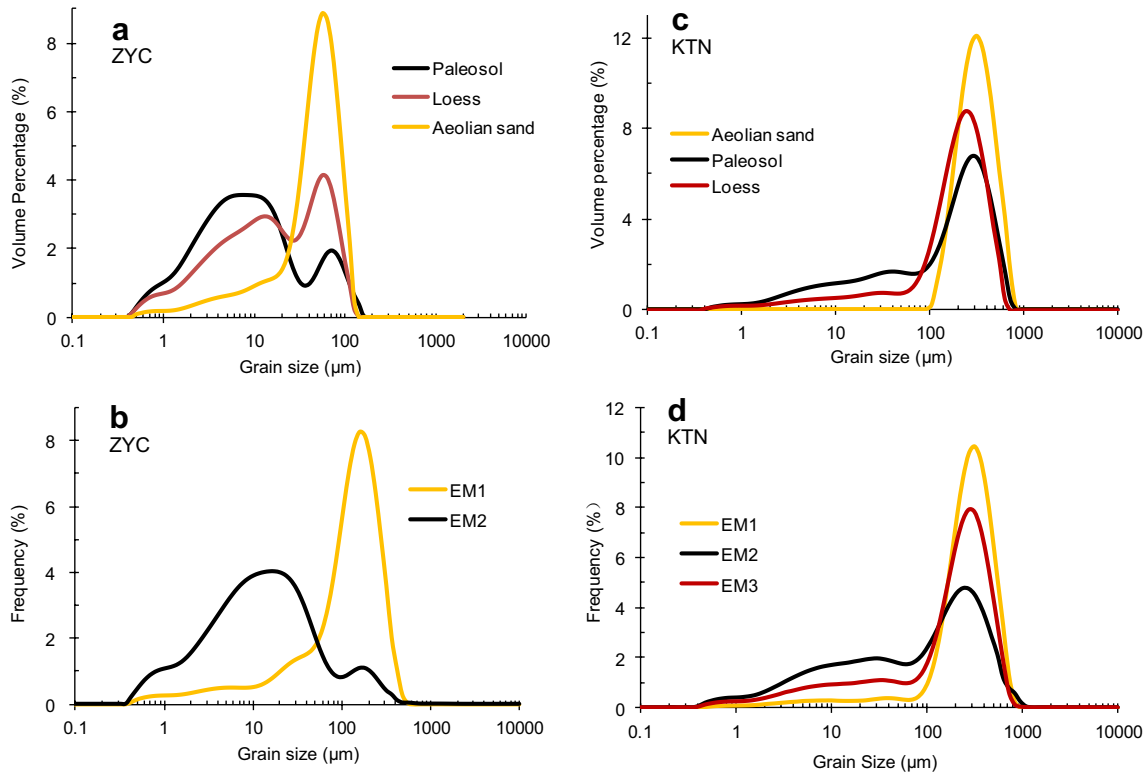 a
ZYC
Paleosol
Loess
Aeolian sand
Volume Percentage (%)
8
6
4
2
0
0.1 1 10 100 1000 10000
Grain size (μm)
c
KTN
Aeolian sand
Paleosol
Loess
Volume percentage (%)
12
8
4
0
0.1 1 10 100 1000 10000
Grain size (μm)
b
ZYC
EM1
EM2
Frequency (%)
8
6
4
2
0
0.1 1 10 100 1000 10000
Grain size (μm)
d
KTN
EM1
EM2
EM3
Frequency (%）
12
10
8
6
4
2
0
0.1 1 10 100 1000 10000
Grain Size (μm)